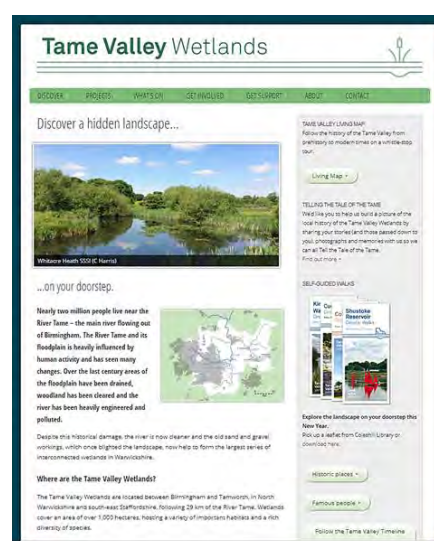 Tame Valley Wetlands
DISCOVER PROJECTS WHAT'S ON GET INVOLVED GET SUPPORT ABOUT CONTACT
Discover a hidden landscape...
Whitacre Heath SSSI (C Harris)
...on your doorstep.
Nearly two million people live near the
River Tame – the main river flowing out
of Birmingham. The River Tame and its
floodplain is heavily influenced by
human activity and has seen many
changes. Over the last century areas of
the floodplain have been drained,
woodland has been cleared and the
river has been heavily engineered and
polluted.
Despite this historical damage, the river is now cleaner and the old sand and gravel
workings, which once blighted the landscape, now help to form the largest series of
interconnected wetlands in Warwickshire.
Where are the Tame Valley Wetlands?
The Tame Valley Wetlands are located between Birmingham and Tamworth, in North
Warwickshire and south-east Staffordshire, following 29 km of the River Tame. Wetlands
cover an area of over 1,000 hectares, hosting a variety of important habitats and a rich
diversity of species.
TAME VALLEY LIVING MAP
Follow the history of the Tame Valley from
prehistory to modern times on a whistle-stop
tour.
Living Map
TELLING THE TALE OF THE TAME
We'd like you to help us build a picture of the
local history of the Tame Valley Wetlands by
sharing your stories (and those passed down to
you), photographs and memories with us so we
can all Tell the Tale of the Tame.
Find out more
SELF-GUIDED WALKS
Shustoke
Reservoir
Explore the landscape on your doorstep this
New Year.
Pick up a leaflet from Coleshill Library or
download here.
Historic places
Famous people
Follow the Tame Valley Timeline